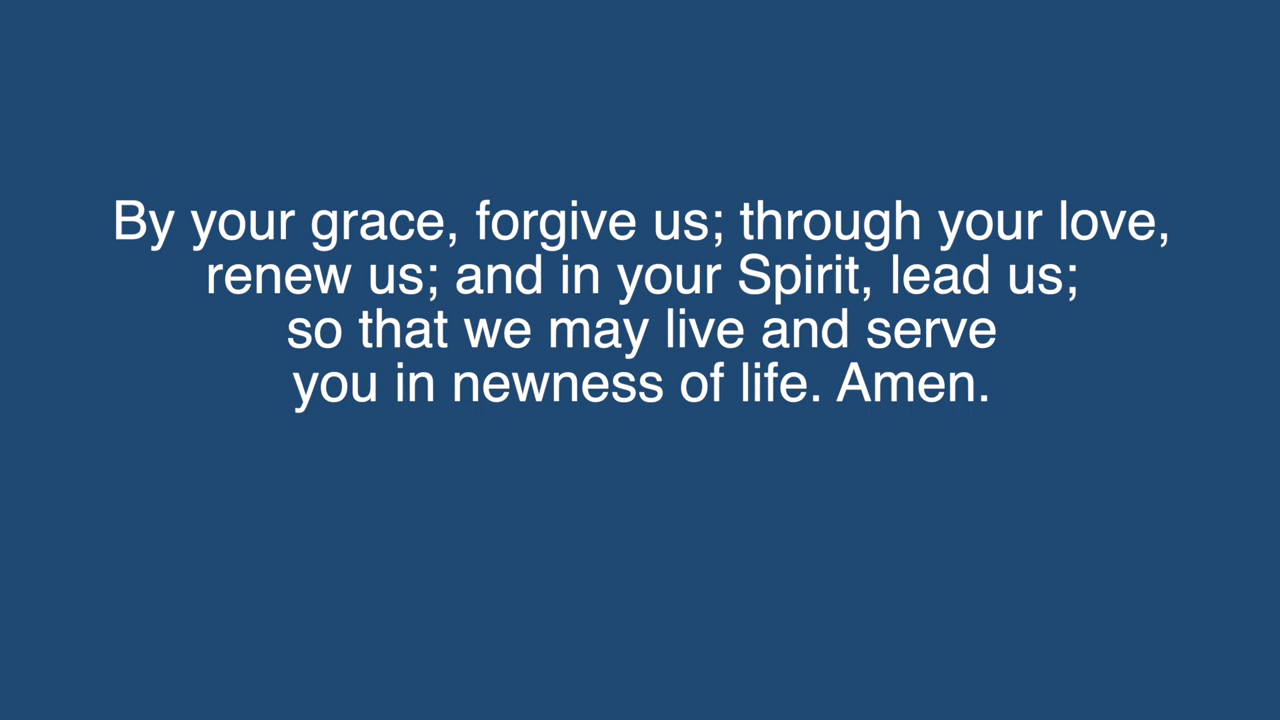 By your grace, forgive us; through your love,
renew us; and in your Spirit, lead us;
so that we may live and serve
you in newness of life. Amen.